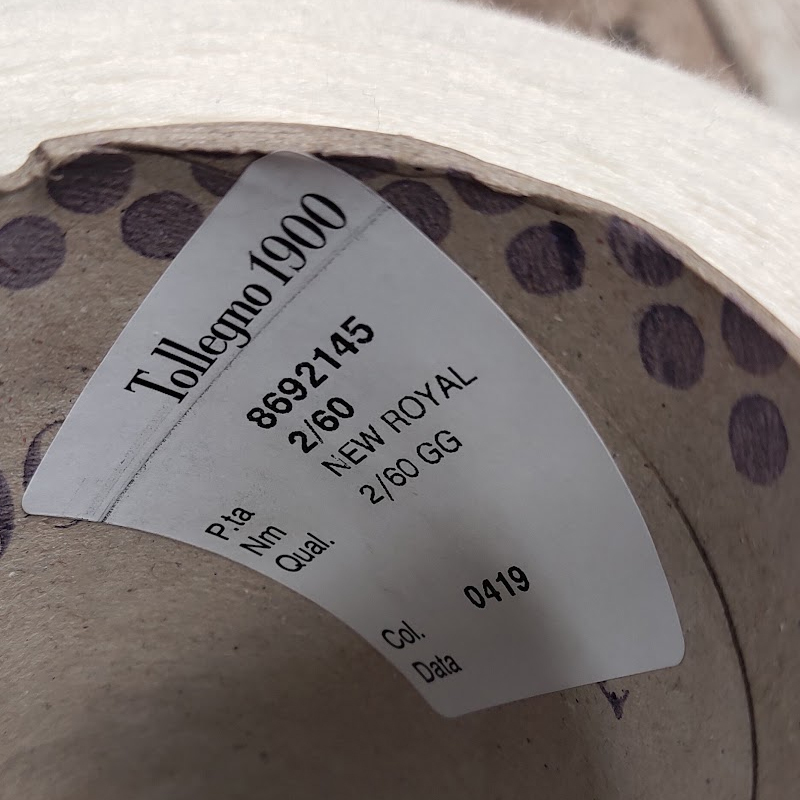 Tollegno 1900
P.ta 8692145
Nm 2/60
Qual. NEW ROYAL
2/60 GG
Col. 0419
Data